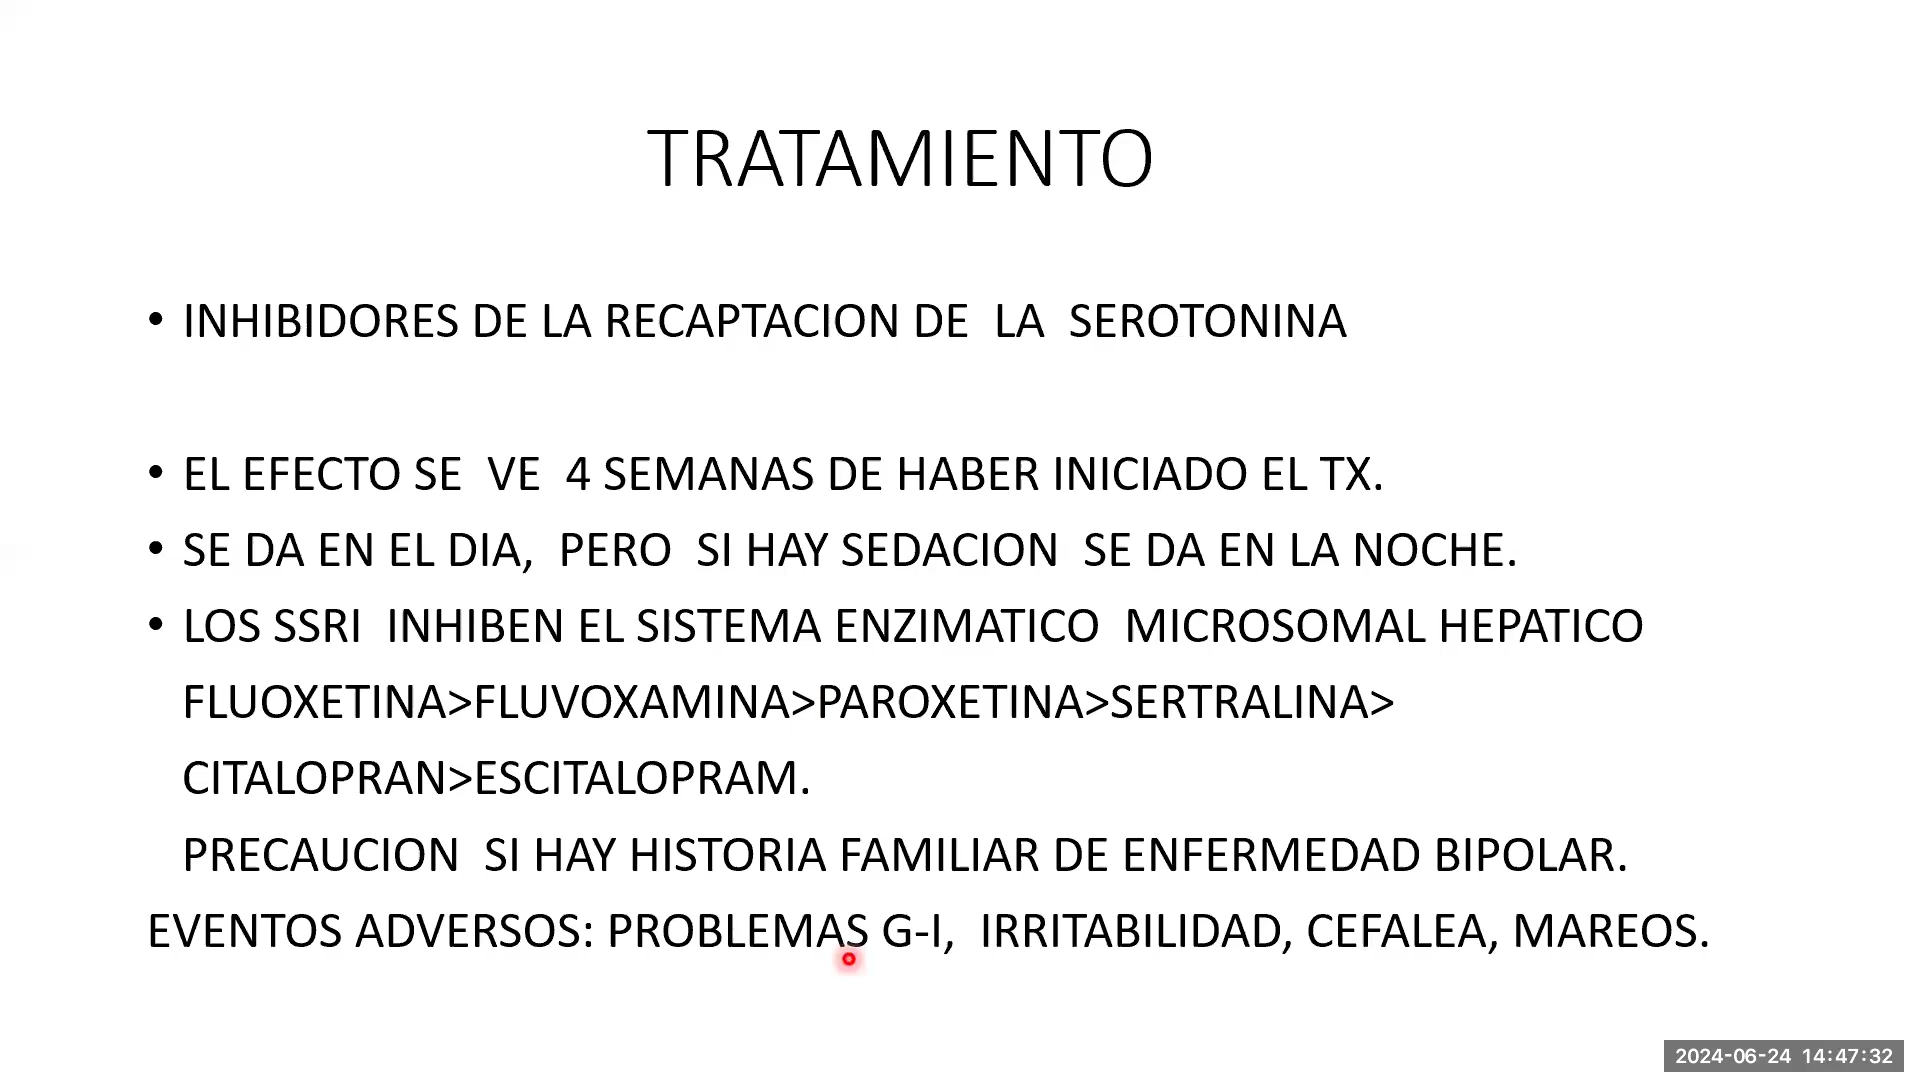 TRATAMIENTO
• INHIBIDORES DE LA RECAPTACION DE LA SEROTONINA
• EL EFECTO SE VE 4 SEMANAS DE HABER INICIADO EL TX.
• SE DA EN EL DIA, PERO SI HAY SEDACION SE DA EN LA NOCHE.
• LOS SSRI INHIBEN EL SISTEMA ENZIMATICO MICROSOMAL HEPATICO
FLUOXETINA>FLUVOXAMINA>PAROXETINA>SERTRALINA>
CITALOPRAN>ESCITALOPRAM.
PRECAUCION SI HAY HISTORIA FAMILIAR DE ENFERMEDAD BIPOLAR.
EVENTOS ADVERSOS: PROBLEMAS G-I, IRRITABILIDAD, CEFALEA, MAREOS.
2024-06-24 14:47:32